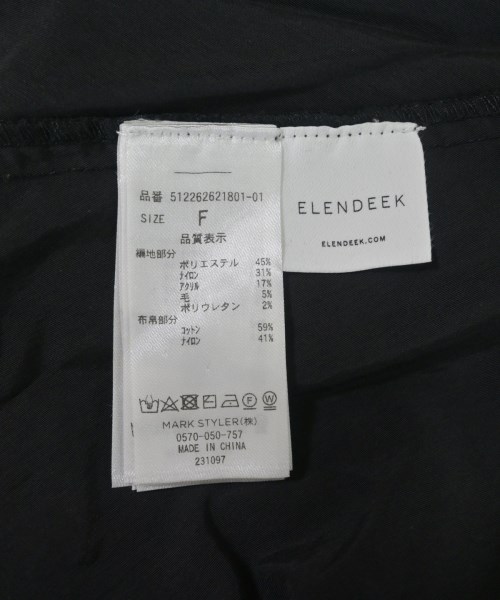 品番 512262621801-01
SIZE F
品質表示
編地部分
ポリエステル 45%
ナイロン 31%
アクリル 17%
毛 5%
ポリウレタン 2%
布帛部分
コットン 59%
ナイロン 41%
F W
MARK STYLER(株)
0570-050-757
MADE IN CHINA
231097
ELENDEEK
ELENDEEK.COM